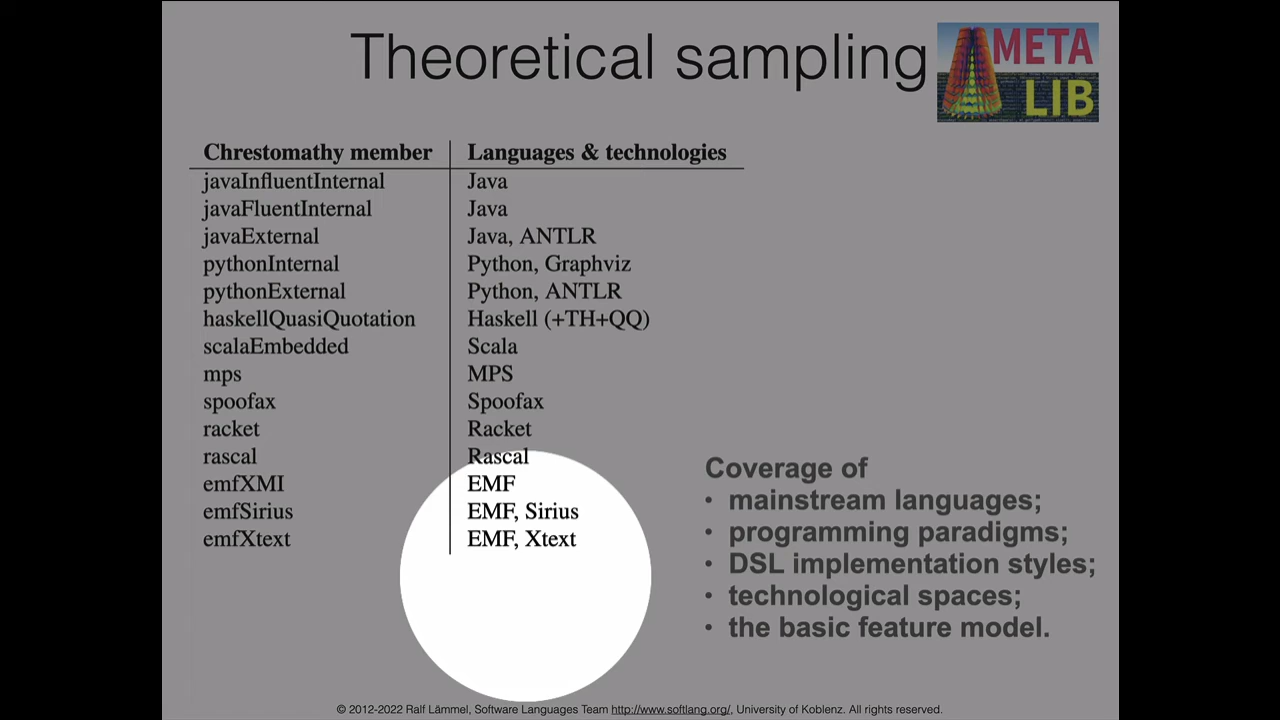 Theoretical sampling
META
LIB
Chrestomathy member Languages & technologies
javaInfluentInternal Java
javaFluentInternal Java
javaExternal Java, ANTLR
pythonInternal Python, Graphviz
pythonExternal Python, ANTLR
haskellQuasiQuotation Haskell (+TH+QQ)
scalaEmbedded Scala
mps MPS
spoofax Spoofax
racket Racket
rascal Rascal
emfXMI EMF
emfSirius EMF, Sirius
emfXtext EMF, Xtext
Coverage of
• mainstream languages;
• programming paradigms;
• DSL implementation styles;
• technological spaces;
• the basic feature model.
© 2012-2022 Ralf Lämmel, Software Languages Team http://www.softlang.org/, University of Koblenz. All rights reserved.